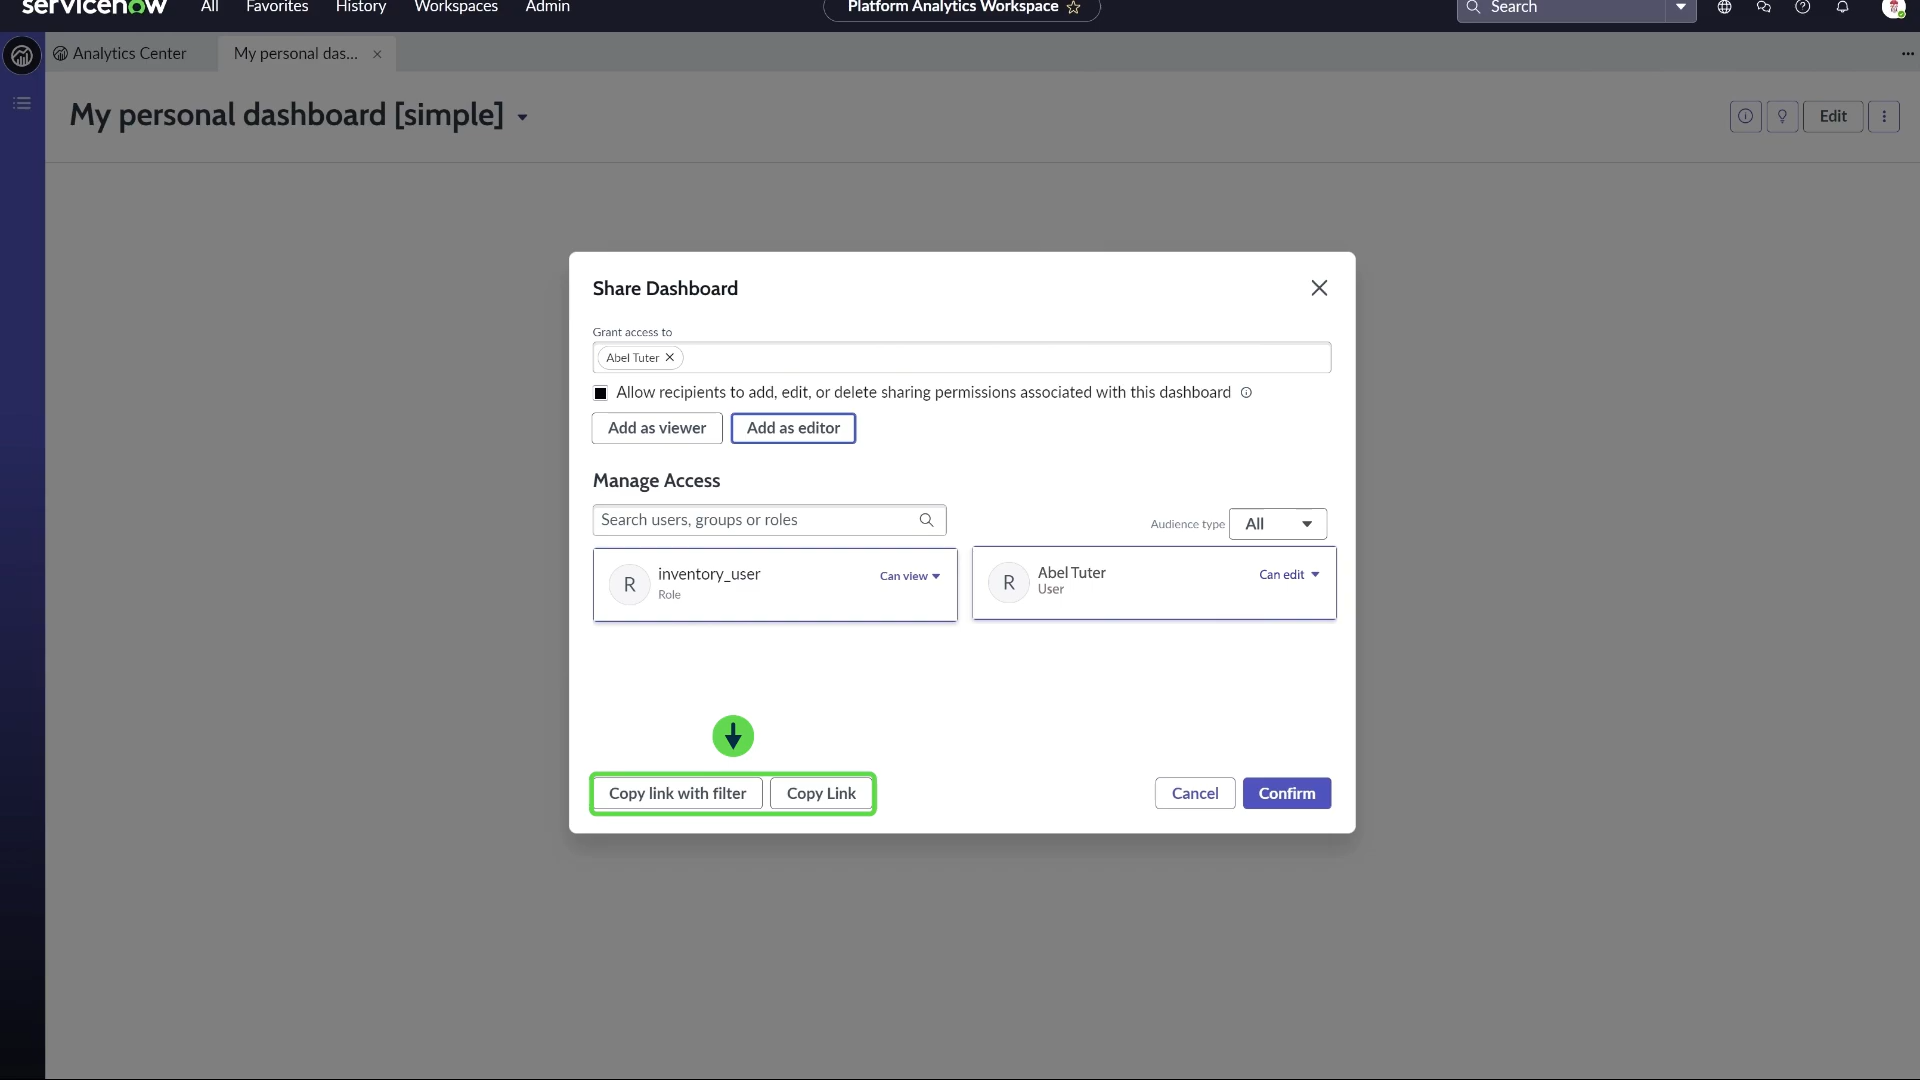 servicenow All Favorites History Workspaces Admin Platform Analytics Workspace Search
Analytics Center My personal das...
My personal dashboard [simple] Edit
Share Dashboard
Grant access to
Abel Tuter
Allow recipients to add, edit, or delete sharing permissions associated with this dashboard
Add as viewer Add as editor
Manage Access
Search users, groups or roles Audience type All
R inventory_user Can view
Role
R Abel Tuter Can edit
User
Copy link with filter Copy Link Cancel Confirm